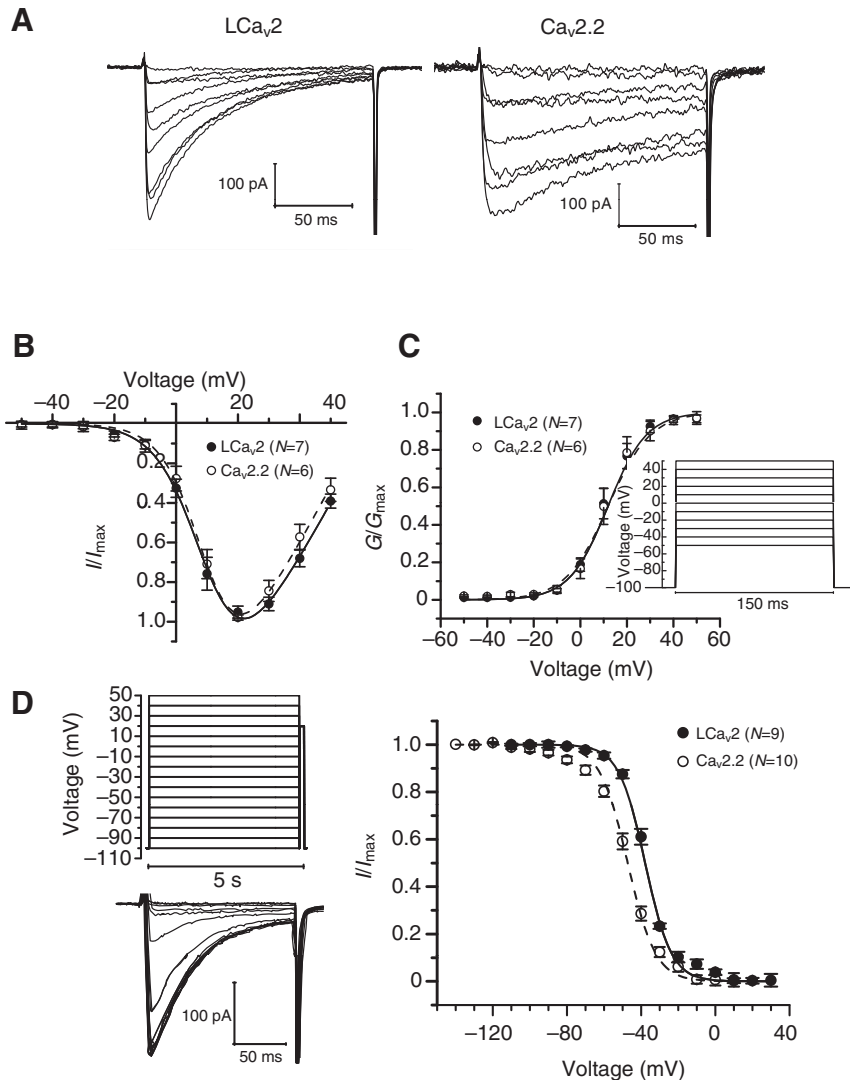 A
LCav2
Cav2.2
100 pA
50 ms
100 pA
50 ms
B
Voltage (mV)
−40 −20 20 40
0.2
0.4
0.6
0.8
1.0
I/Imax
LCav2 (N=7)
Cav2.2 (N=6)
C
1.0
0.8
0.6
0.4
0.2
0
G/Gmax
LCav2 (N=7)
Cav2.2 (N=6)
−60 −40 −20 0 20 40 60
Voltage (mV)
40
20
0
−20
−40
−60
−80
−100
Voltage (mV)
150 ms
D
50
30
10
−10
−30
−50
−70
−90
−110
Voltage (mV)
5 s
100 pA
50 ms
1.0
0.8
0.6
0.4
0.2
0
I/Imax
LCav2 (N=9)
Cav2.2 (N=10)
−120 −80 −40 0 40
Voltage (mV)